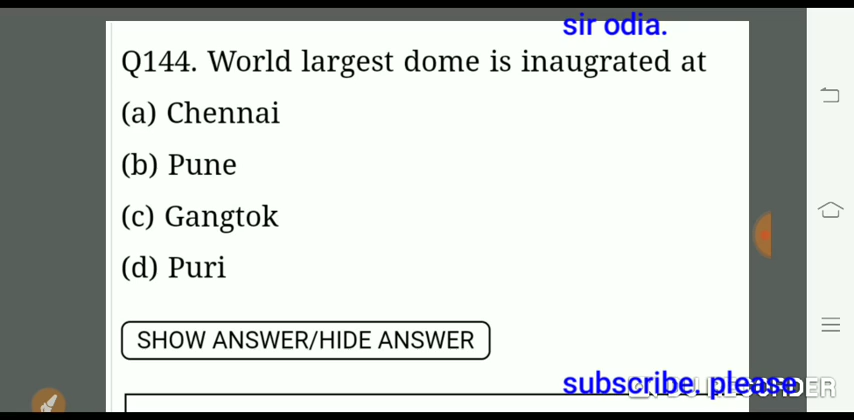 sir odia.
Q144. World largest dome is inaugrated at
(a) Chennai
(b) Pune
(c) Gangtok
(d) Puri
SHOW ANSWER/HIDE ANSWER
subscribe. please